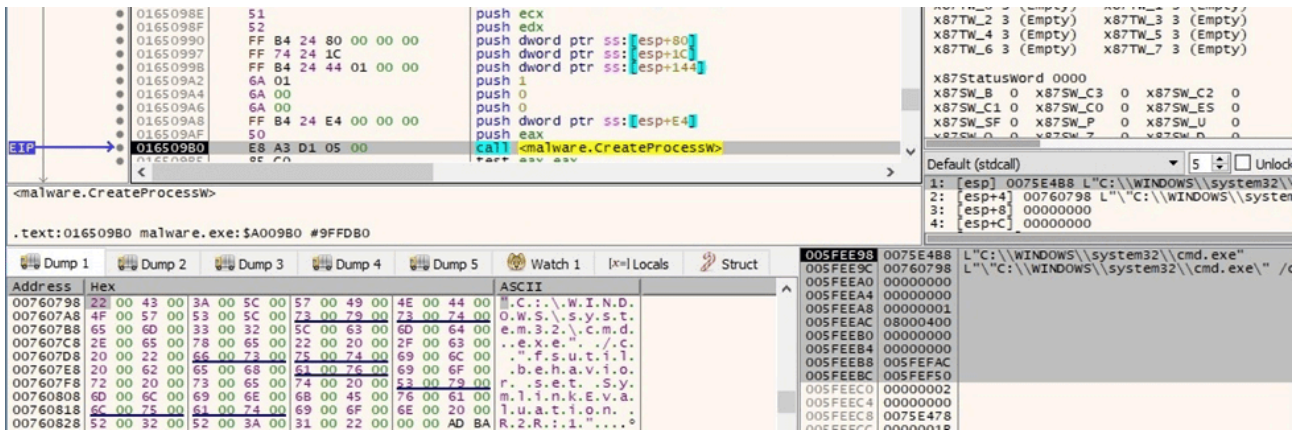 x87TW_2 3 (Empty) x87TW_3 3 (Empty)
x87TW_4 3 (Empty) x87TW_5 3 (Empty)
x87TW_6 3 (Empty) x87TW_7 3 (Empty)
x87StatusWord 0000
x87SW_B 0 x87SW_C3 0 x87SW_C2 0
x87SW_C1 0 x87SW_C0 0 x87SW_ES 0
x87SW_SF 0 x87SW_P 0 x87SW_U 0
x87SW_O 0 x87SW_Z 0 x87SW_D 0
0165098E 51 push ecx
0165098F 52 push edx
01650990 FF B4 24 80 00 00 00 push dword ptr ss:[esp+80]
01650997 FF 74 24 1C push dword ptr ss:[esp+1C]
0165099B FF B4 24 44 01 00 00 push dword ptr ss:[esp+144]
016509A2 6A 01 push 1
016509A4 6A 00 push 0
016509A6 6A 00 push 0
016509A8 FF B4 24 E4 00 00 00 push dword ptr ss:[esp+E4]
016509AF 50 push eax
EIP 016509B0 E8 A3 D1 05 00 call <malware.CreateProcessW>
016509B5 85 C0 test eax,eax
Default (stdcall) 5 Unlock
1: [esp] 0075E4B8 L"C:\\WINDOWS\\system32\\
2: [esp+4] 00760798 L"\"C:\\WINDOWS\\system
3: [esp+8] 00000000
4: [esp+C] 00000000
<malware.CreateProcessW>
.text:016509B0 malware.exe:$A009B0 #9FFDB0
Dump 1 Dump 2 Dump 3 Dump 4 Dump 5 Watch 1 [x=] Locals Struct
Address Hex ASCII
00760798 22 00 43 00 3A 00 5C 00 57 00 49 00 4E 00 44 00 ".C.:.\.W.I.N.D.
007607A8 4F 00 57 00 53 00 5C 00 73 00 79 00 73 00 74 00 O.W.S.\.s.y.s.t.
007607B8 65 00 6D 00 33 00 32 00 5C 00 63 00 6D 00 64 00 e.m.3.2.\.c.m.d.
007607C8 2E 00 65 00 78 00 65 00 22 00 20 00 2F 00 63 00 ..e.x.e.". ./.c.
007607D8 20 00 22 00 66 00 73 00 75 00 74 00 69 00 6C 00 .".f.s.u.t.i.l.
007607E8 20 00 62 00 65 00 68 00 61 00 76 00 69 00 6F 00 .b.e.h.a.v.i.o.
007607F8 72 00 20 00 73 00 65 00 74 00 20 00 53 00 79 00 r. .s.e.t. .S.y.
00760808 6D 00 6C 00 69 00 6E 00 6B 00 45 00 76 00 61 00 m.l.i.n.k.E.v.a.
00760818 6C 00 75 00 61 00 74 00 69 00 6F 00 6E 00 20 00 l.u.a.t.i.o.n. .
00760828 52 00 32 00 52 00 3A 00 31 00 22 00 00 00 AD BA R.2.R.:.1."....º
005FEE98 0075E4B8 L"C:\\WINDOWS\\system32\\cmd.exe"
005FEE9C 00760798 L"\"C:\\WINDOWS\\system32\\cmd.exe\" /c
005FEEA0 00000000
005FEEA4 00000000
005FEEA8 00000001
005FEEAC 08000400
005FEEB0 00000000
005FEEB4 00000000
005FEEB8 005FEFAC
005FEEBC 005FEF50
005FEEC0 00000002
005FEEC4 00000000
005FEEC8 0075E478
005FEECC 0000001B